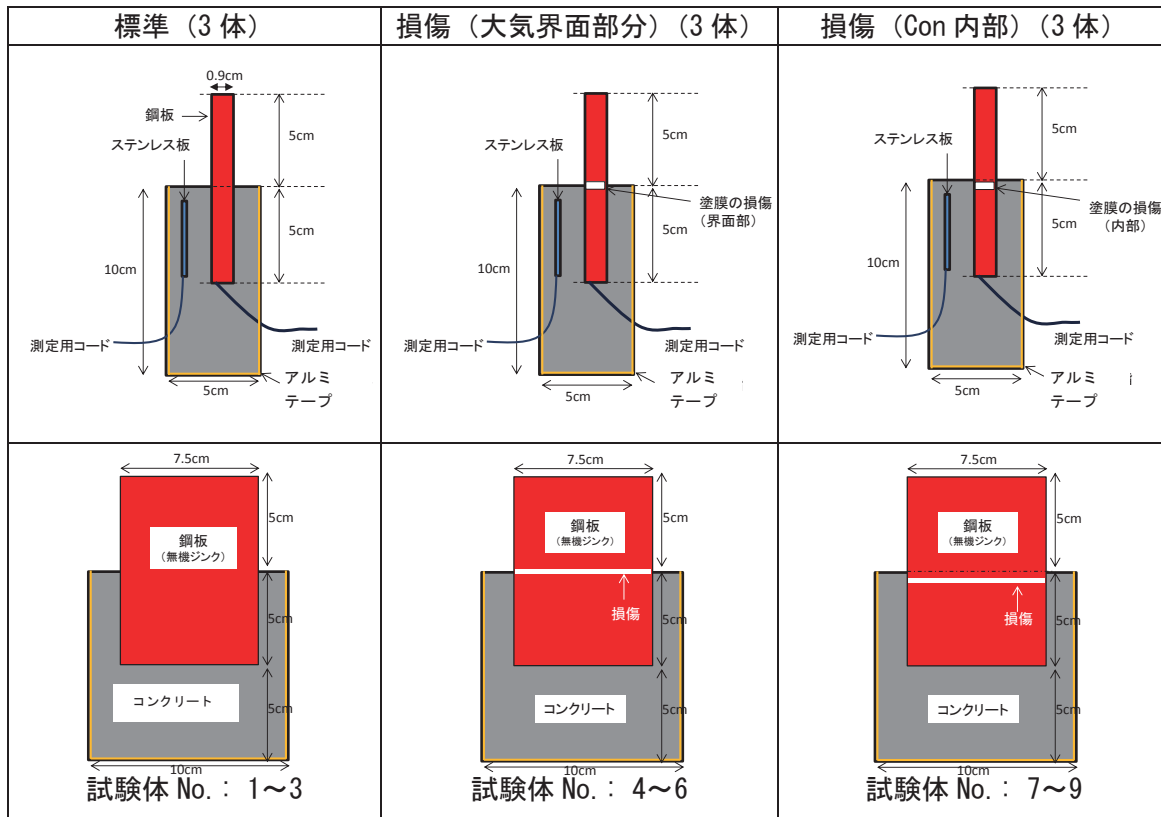 標準（3 体）
損傷（大気界面部分）（3 体）
損傷（Con 内部）（3 体）
0.9cm
鋼板
ステンレス板
5cm
5cm
10cm
測定用コード
測定用コード
5cm
アルミ
テープ
ステンレス板
5cm
塗膜の損傷
（界面部）
5cm
10cm
測定用コード
測定用コード
5cm
アルミ
テープ
ステンレス板
5cm
塗膜の損傷
（内部）
5cm
10cm
測定用コード
測定用コード
5cm
アルミ
テープ
7.5cm
5cm
鋼板
（無機ジンク）
5cm
コンクリート
5cm
10cm
試験体 No.： 1～3
7.5cm
5cm
鋼板
（無機ジンク）
損傷
5cm
コンクリート
5cm
10cm
試験体 No.： 4～6
7.5cm
5cm
鋼板
（無機ジンク）
損傷
5cm
コンクリート
5cm
10cm
試験体 No.： 7～9